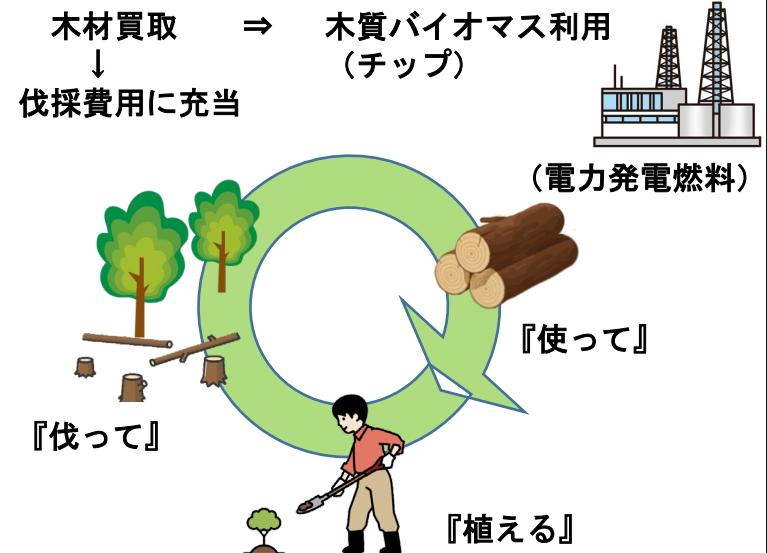 木材買取　⇒　木質バイオマス利用
↓　（チップ）
伐採費用に充当
（電力発電燃料）
『使って』
『伐って』
『植える』